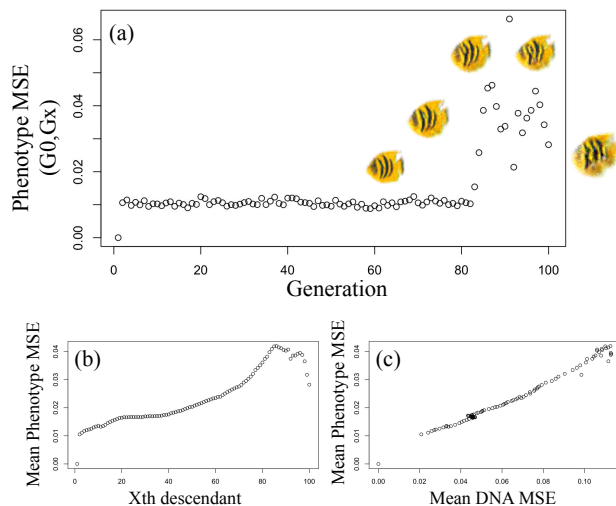 (a)
Phenotype MSE
(G0,Gx)
0.00 0.02 0.04 0.06
0 20 40 60 80 100
Generation
(b)
Mean Phenotype MSE
0.00 0.01 0.02 0.03 0.04
0 20 40 60 80 100
Xth descendant
(c)
Mean Phenotype MSE
0.00 0.01 0.02 0.03 0.04
0.00 0.02 0.04 0.06 0.08 0.10
Mean DNA MSE